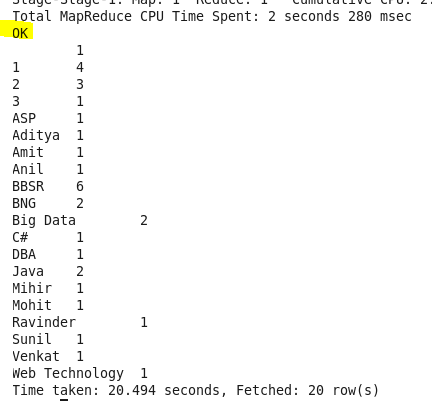 Stage-Stage-1: Map: 1 Reduce: 1 Cumulative CPU: 2.
Total MapReduce CPU Time Spent: 2 seconds 280 msec
OK
1
1 4
2 3
3 1
ASP 1
Aditya 1
Amit 1
Anil 1
BBSR 6
BNG 2
Big Data 2
C# 1
DBA 1
Java 2
Mihir 1
Mohit 1
Ravinder 1
Sunil 1
Venkat 1
Web Technology 1
Time taken: 20.494 seconds, Fetched: 20 row(s)